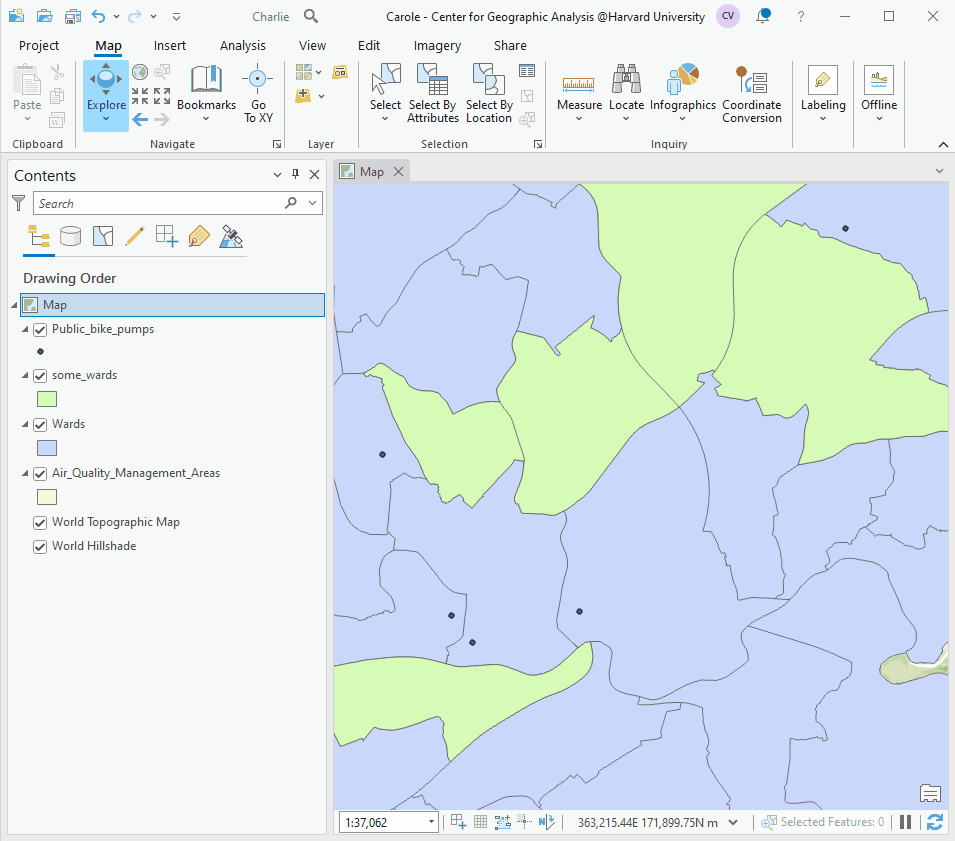 Charlie
Carole - Center for Geographic Analysis @Harvard University
CV
?
Project Map Insert Analysis View Edit Imagery Share
Paste
Explore
Bookmarks
Go
To XY
Select
Select By
Attributes
Select By
Location
Measure
Locate
Infographics
Coordinate
Conversion
Labeling
Offline
Clipboard
Navigate
Layer
Selection
Inquiry
Contents
Search
Drawing Order
Map
Public_bike_pumps
some_wards
Wards
Air_Quality_Management_Areas
World Topographic Map
World Hillshade
Map
1:37,062
363,215.44E 171,899.75N m
Selected Features: 0